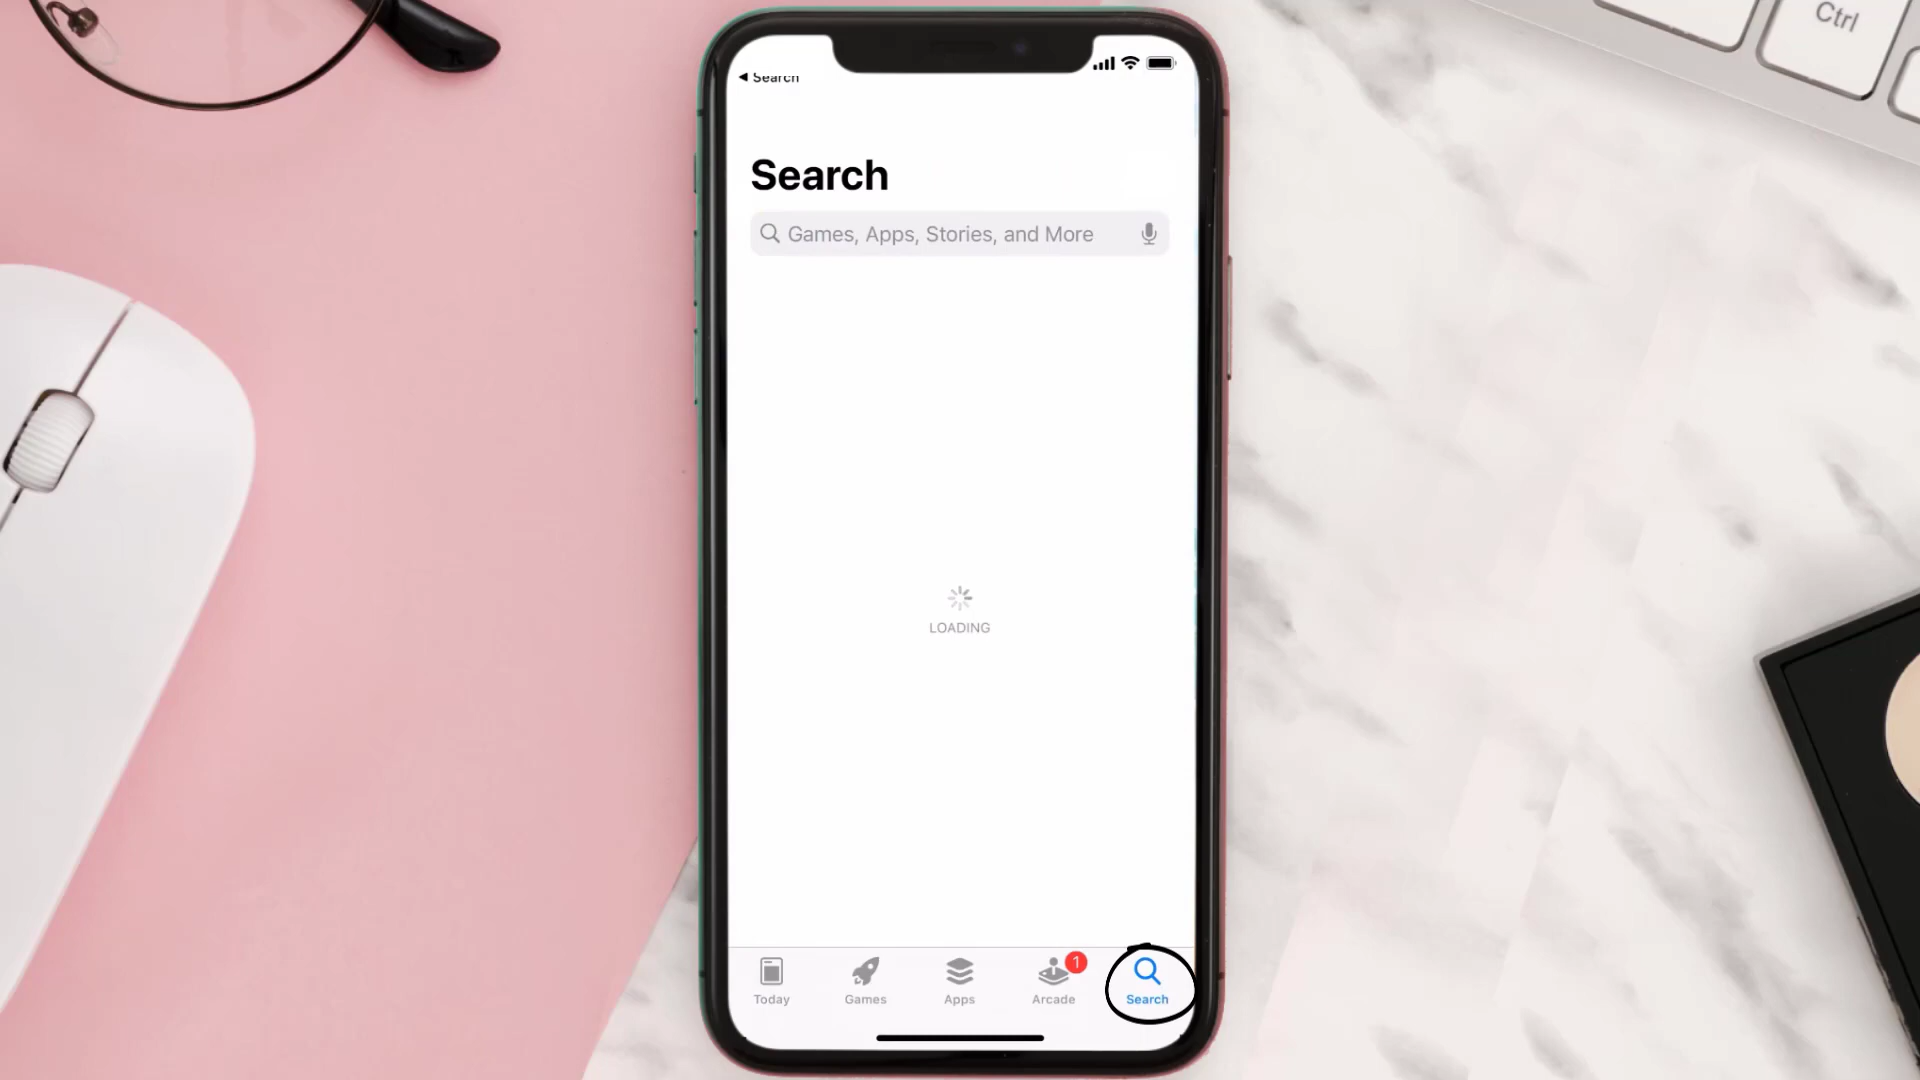 Ctrl
Search
Search
Games, Apps, Stories, and More
LOADING
Today
Games
Apps
Arcade
1
Search